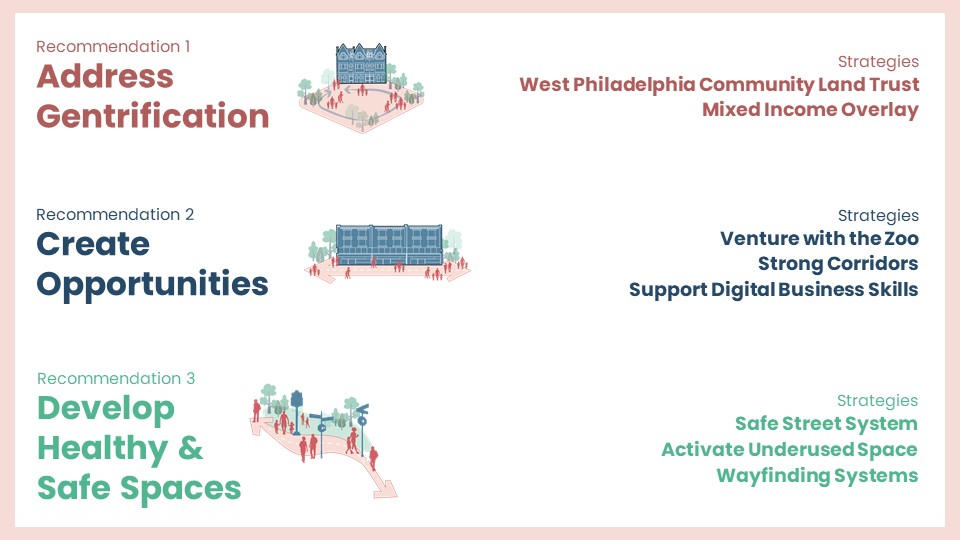 Recommendation 1
Address
Gentrification
Strategies
West Philadelphia Community Land Trust
Mixed Income Overlay
Recommendation 2
Create
Opportunities
Strategies
Venture with the Zoo
Strong Corridors
Support Digital Business Skills
Recommendation 3
Develop
Healthy &
Safe Spaces
Strategies
Safe Street System
Activate Underused Space
Wayfinding Systems